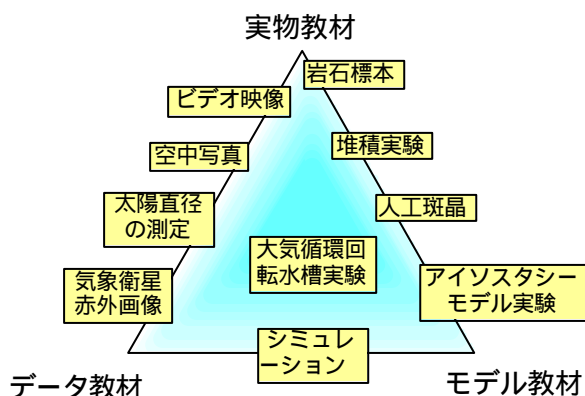 実物教材
岩石標本
ビデオ映像
堆積実験
空中写真
人工斑晶
太陽直径
の測定
大気循環回
転水槽実験
気象衛星
赤外画像
アイソスタシー
モデル実験
シミュレ
ーション
データ教材
モデル教材